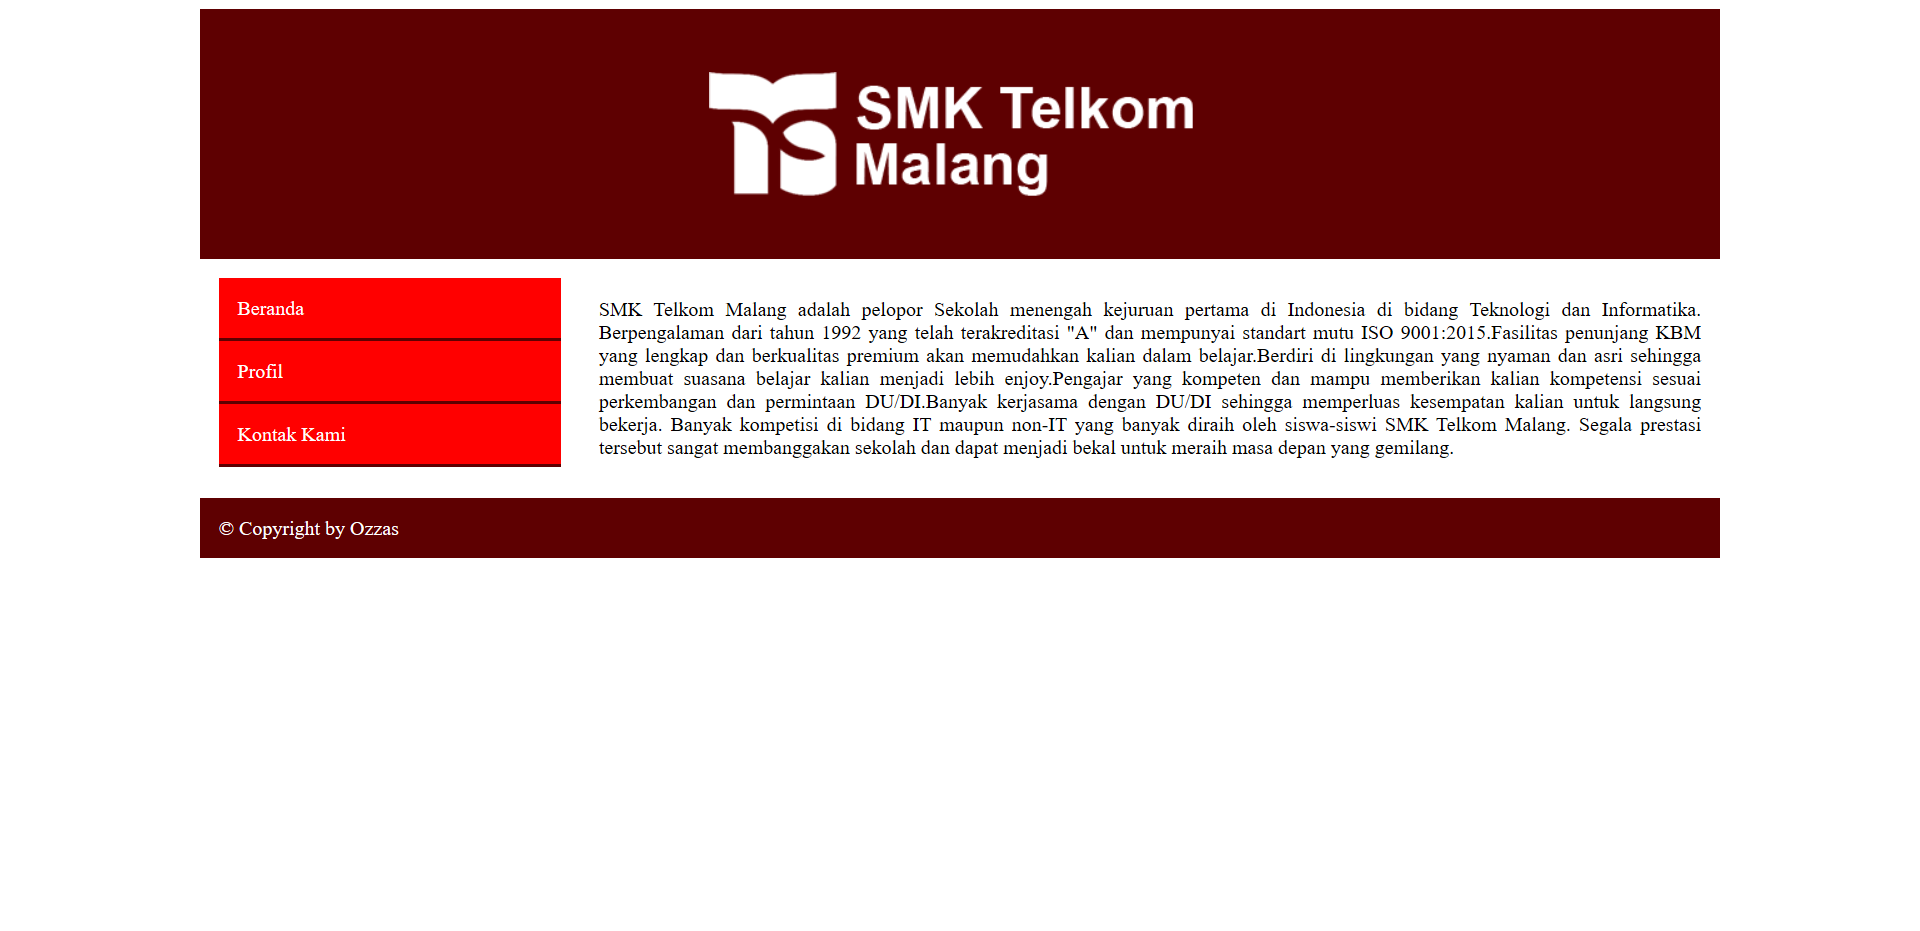 SMK Telkom
Malang
Beranda
Profil
Kontak Kami
SMK Telkom Malang adalah pelopor Sekolah menengah kejuruan pertama di Indonesia di bidang Teknologi dan Informatika.
Berpengalaman dari tahun 1992 yang telah terakreditasi "A" dan mempunyai standart mutu ISO 9001:2015.Fasilitas penunjang KBM
yang lengkap dan berkualitas premium akan memudahkan kalian dalam belajar.Berdiri di lingkungan yang nyaman dan asri sehingga
membuat suasana belajar kalian menjadi lebih enjoy.Pengajar yang kompeten dan mampu memberikan kalian kompetensi sesuai
perkembangan dan permintaan DU/DI.Banyak kerjasama dengan DU/DI sehingga memperluas kesempatan kalian untuk langsung
bekerja. Banyak kompetisi di bidang IT maupun non-IT yang banyak diraih oleh siswa-siswi SMK Telkom Malang. Segala prestasi
tersebut sangat membanggakan sekolah dan dapat menjadi bekal untuk meraih masa depan yang gemilang.
© Copyright by Ozzas